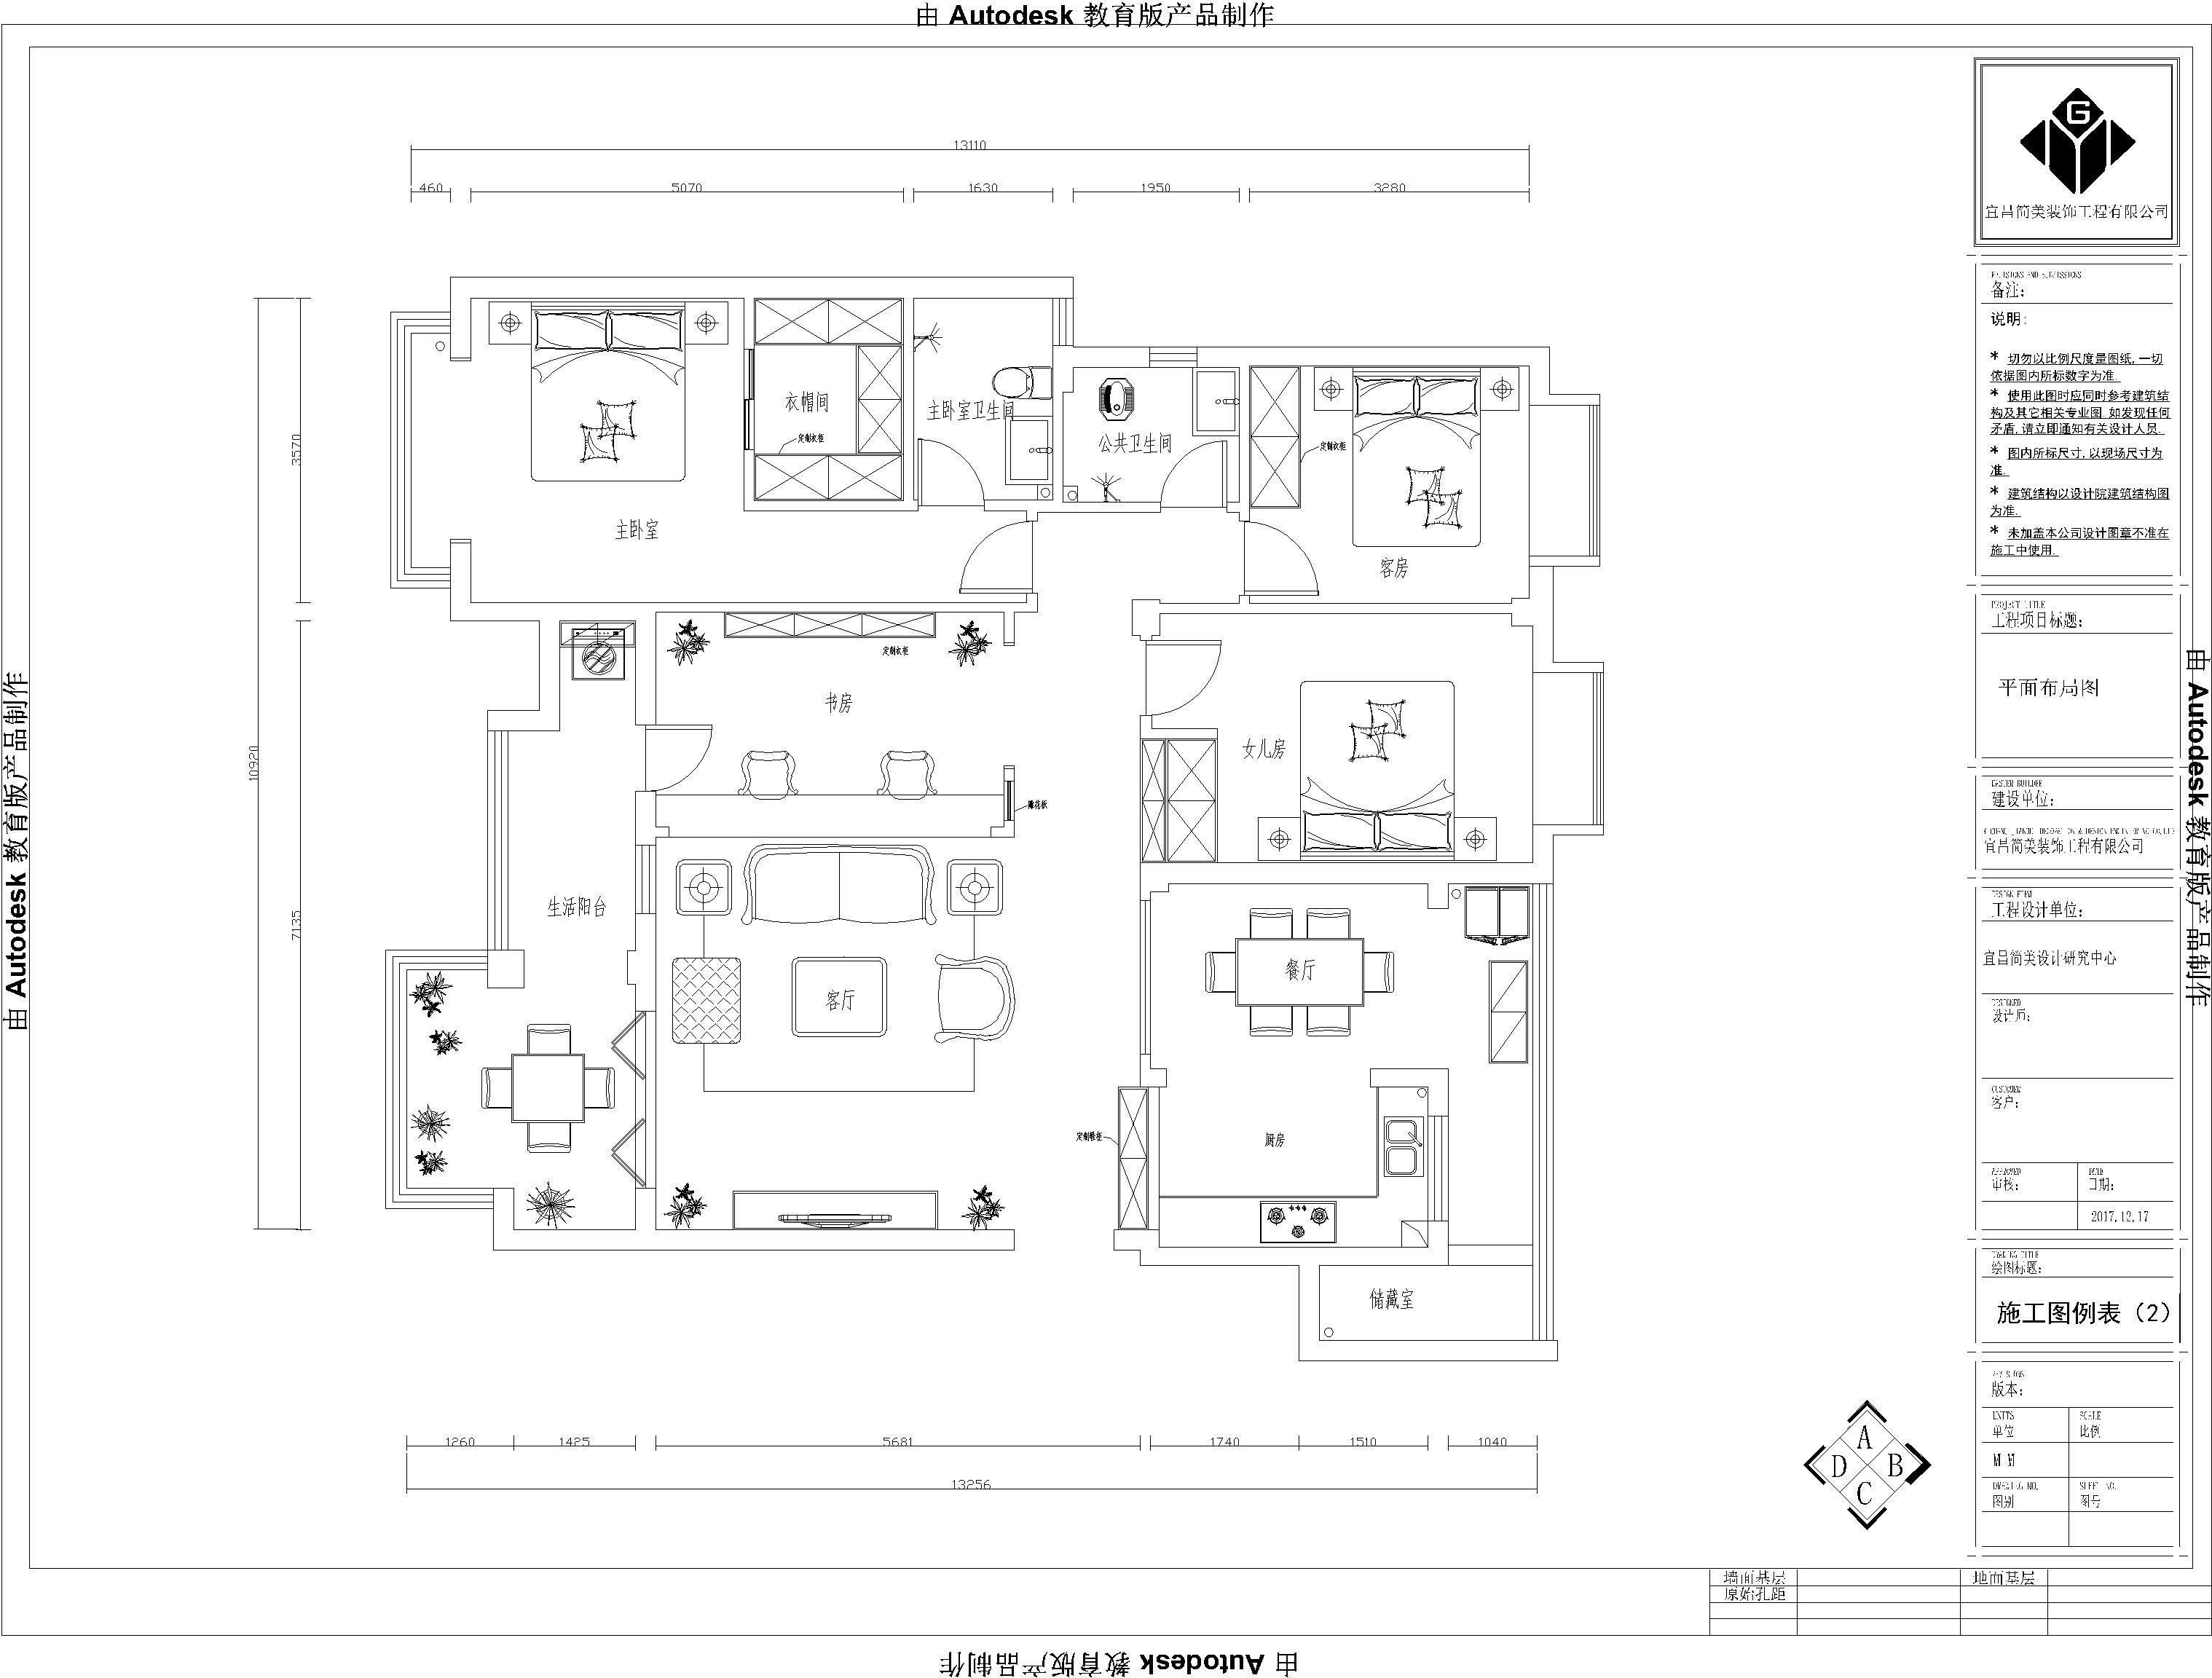 由 Autodesk 教育版产品制作
13110
460
5070
1630
1950
3280
10920
3570
7135
主卧室
衣帽间
定制衣柜
主卧室卫生间
公共卫生间
定制衣柜
客房
定制衣柜
书房
雕花板
女儿房
生活阳台
客厅
餐厅
定制鞋柜
厨房
储藏室
1260
1425
5681
1740
1510
1040
13256
A
D
B
C
G
宜昌简美装饰工程有限公司
备注:
说明:
* 切勿以比例尺度量图纸,一切
依据图内所标数字为准.
* 使用此图时应同时参考建筑结
构及其它相关专业图.如发现任何
矛盾,请立即通知有关设计人员.
* 图内所标尺寸,以现场尺寸为
准.
* 建筑结构以设计院建筑结构图
为准.
* 未加盖本公司设计图章不准在
施工中使用.
PROJECT TITLE
工程项目标题:
平面布局图
建设单位:
宜昌简美装饰工程有限公司
工程设计单位:
宜昌简美设计研究中心
DESIGNED
设计师:
CUSTOMER
客户:
APPROVED
审核:
DATE
日期:
2017.12.17
绘图标题:
施工图例表（2）
版本:
UNITS
单位
SCALE
比例
M M
DRAWING NO.
图别
SHEET NO.
图号
墙面基层
地面基层
原始孔距
由 Autodesk 教育版产品制作
由 Autodesk 教育版产品制作
由 Autodesk 教育版产品制作